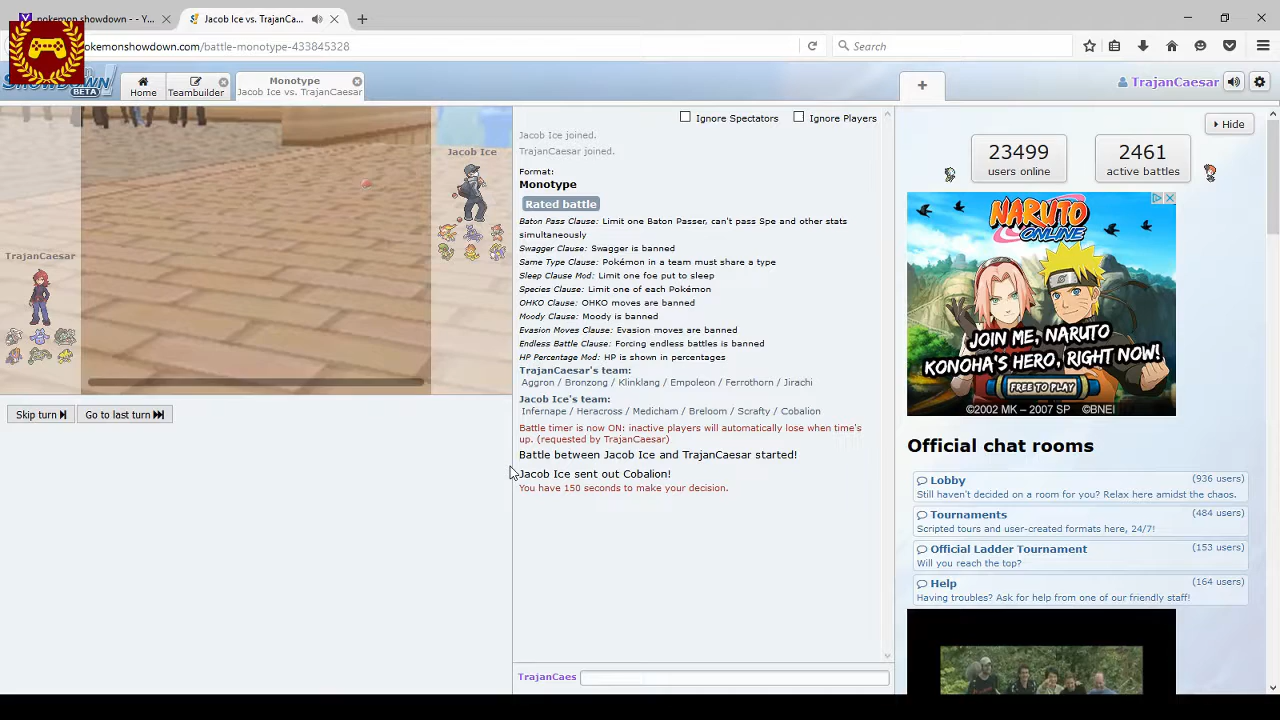 pokemon showdown - - Y...
Jacob Ice vs. TrajanCa...
okemonshowdown.com/battle-monotype-433845328
Search
SHOWDOWN!
BETA
Home
Teambuilder
Monotype
Jacob Ice vs. TrajanCaesar
+
TrajanCaesar
Jacob Ice
TrajanCaesar
Skip turn
Go to last turn
Ignore Spectators
Ignore Players
Jacob Ice joined.
TrajanCaesar joined.
Format:
Monotype
Rated battle
Baton Pass Clause: Limit one Baton Passer, can't pass Spe and other stats
simultaneously
Swagger Clause: Swagger is banned
Same Type Clause: Pokémon in a team must share a type
Sleep Clause Mod: Limit one foe put to sleep
Species Clause: Limit one of each Pokémon
OHKO Clause: OHKO moves are banned
Moody Clause: Moody is banned
Evasion Moves Clause: Evasion moves are banned
Endless Battle Clause: Forcing endless battles is banned
HP Percentage Mod: HP is shown in percentages
TrajanCaesar's team:
Aggron / Bronzong / Klinklang / Empoleon / Ferrothorn / Jirachi
Jacob Ice's team:
Infernape / Heracross / Medicham / Breloom / Scrafty / Cobalion
Battle timer is now ON: inactive players will automatically lose when time's
up. (requested by TrajanCaesar)
Battle between Jacob Ice and TrajanCaesar started!
Jacob Ice sent out Cobalion!
You have 150 seconds to make your decision.
TrajanCaes
Hide
23499
users online
2461
active battles
NARUTO
ONLINE
JOIN ME, NARUTO
KONOHA'S HERO, RIGHT NOW!
FREE TO PLAY
©2002 MK – 2007 SP ©BNEI
Official chat rooms
Lobby
(936 users)
Still haven't decided on a room for you? Relax here amidst the chaos.
Tournaments
(484 users)
Scripted tours and user-created formats here, 24/7!
Official Ladder Tournament
(153 users)
Will you reach the top?
Help
(164 users)
Having troubles? Ask for help from one of our friendly staff!